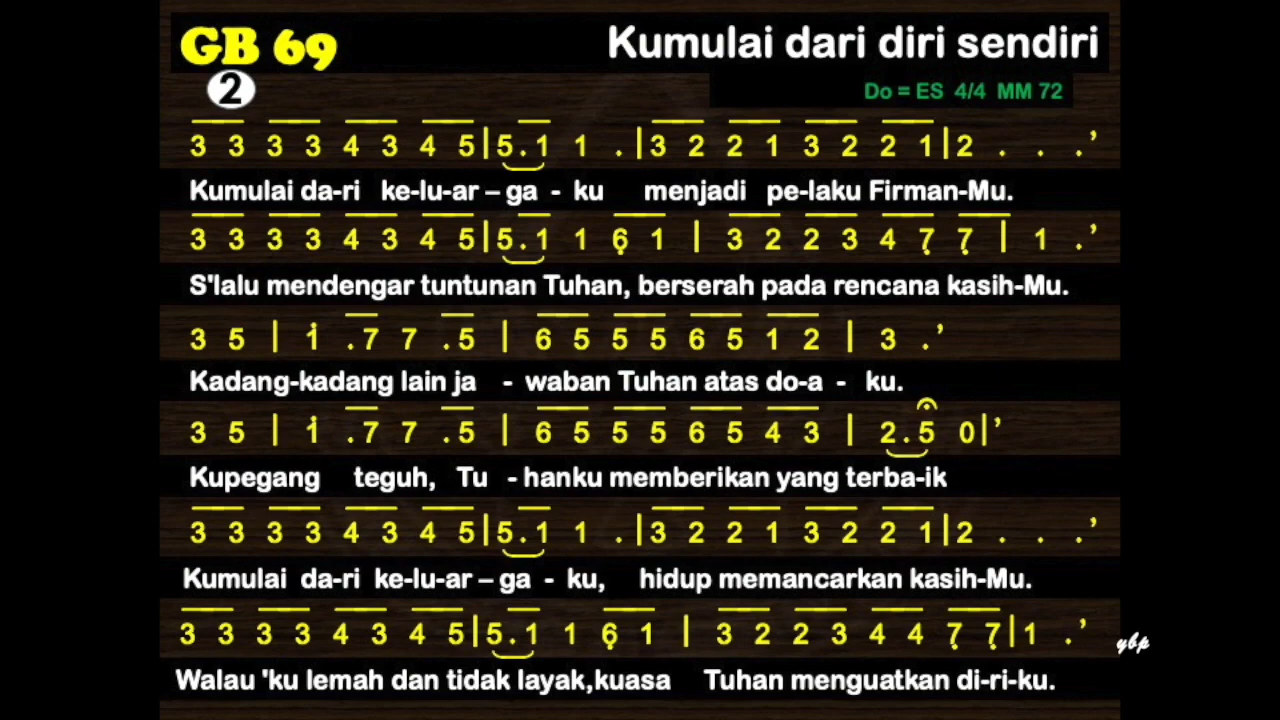 GB 69 Kumulai dari diri sendiri
2
Do = ES 4/4 MM 72
3 3 3 3 4 3 4 5|5.1 1 .|3 2 2 1 3 2 2 1|2 . . .’
Kumulai da-ri ke-lu-ar – ga - ku menjadi pe-laku Firman-Mu.
3 3 3 3 4 3 4 5|5.1 1 6̣ 1 | 3 2 2 3 4 7̣ 7̣ | 1 .’
S'lalu mendengar tuntunan Tuhan, berserah pada rencana kasih-Mu.
3 5 | 1̇ .7 7 .5 | 6 5 5 5 6 5 1 2 | 3 .’
Kadang-kadang lain ja - waban Tuhan atas do-a - ku.
3 5 | 1̇ .7 7 .5 | 6 5 5 5 6 5 4 3 | 2.5 0|’
Kupegang teguh, Tu - hanku memberikan yang terba-ik
3 3 3 3 4 3 4 5|5.1 1 .|3 2 2 1 3 2 2 1|2 . . .’
Kumulai da-ri ke-lu-ar – ga - ku, hidup memancarkan kasih-Mu.
3 3 3 3 4 3 4 5|5.1 1 6̣ 1 | 3 2 2 3 4 4 7̣ 7̣|1 .’
ybp
Walau 'ku lemah dan tidak layak,kuasa Tuhan menguatkan di-ri-ku.